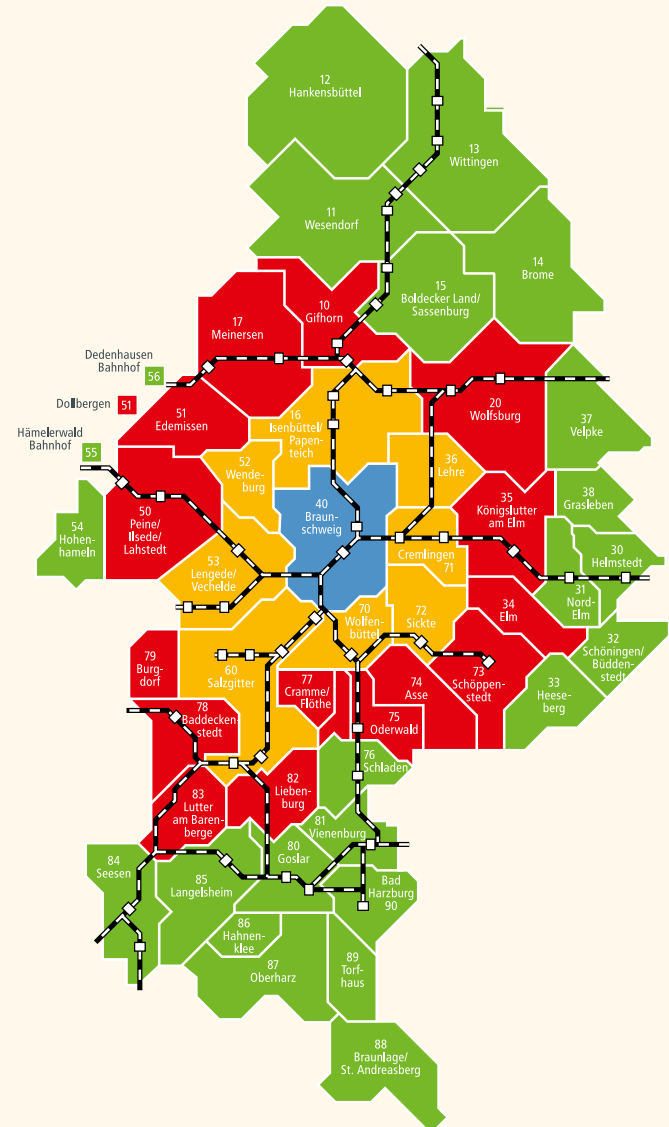 12
Hankensbüttel
13
Wittingen
11
Wesendorf
14
Brome
15
Boldecker Land/
Sassenburg
10
Gifhorn
17
Meinersen
Dedenhausen
Bahnhof
56
Dollbergen
51
51
Edemissen
16
Isenbüttel/
Papen-
teich
20
Wolfsburg
37
Velpke
Hämelerwald
Bahnhof
55
52
Wende-
burg
36
Lehre
40
Braun-
schweig
35
Königslutter
am Elm
38
Grasleben
50
Peine/
Ilsede/
Lahstedt
54
Hohen-
hameln
30
Helmstedt
Cremlingen
71
53
Lengede/
Vechelde
31
Nord-
Elm
70
Wolfen-
büttel
72
Sickte
34
Elm
32
Schöningen/
Büdden-
stedt
79
Burg-
dorf
60
Salzgitter
77
Cramme/
Flöthe
74
Asse
73
Schöppen-
stedt
33
Heese-
berg
78
Baddecken-
stedt
75
Oderwald
76
Schladen
83
Lutter
am Baren-
berge
82
Lieben-
burg
81
Vienenburg
80
Goslar
84
Seesen
85
Langelsheim
Bad
Harzburg
90
86
Hahnen-
klee
87
Oberharz
89
Torf-
haus
88
Braunlage/
St. Andreasberg